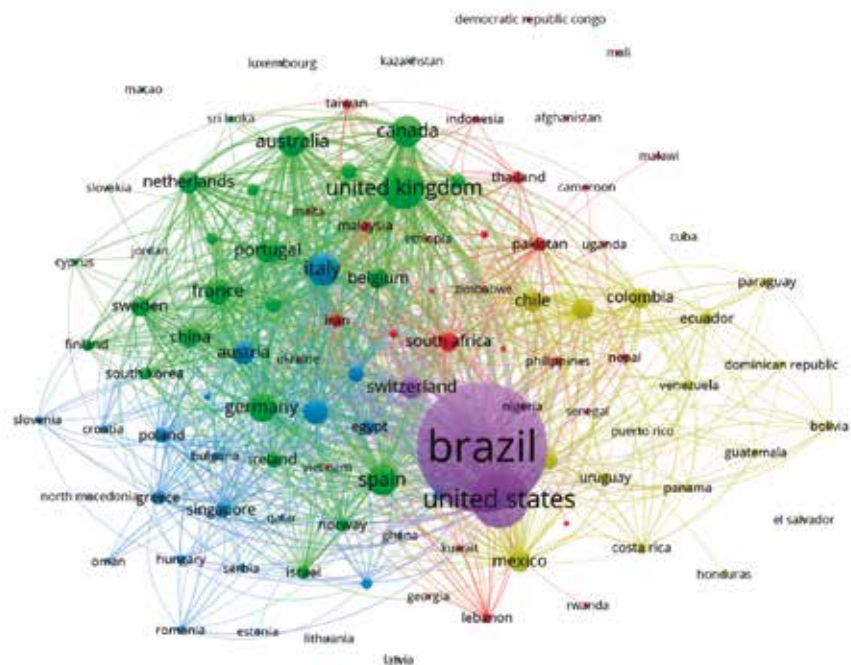 democratic republic congo
mali
luxembourg
kazakhstan
macao
taiwan
sri lanka
indonesia
afghanistan
australia
canada
malawi
netherlands
united kingdom
thailand
slovekia
cameroon
malta
malaysia
ethiopia
cuba
jordan
portugal
pakistan
uganda
cyprus
italy
belgium
zimbabwe
paraguay
france
chile
colombia
sweden
ecuador
iran
china
south africa
finland
austria
ukraine
philippines
nepal
dominican republic
south korea
switzerland
venezuela
germany
nigeria
senegal
slovenia
croatia
egypt
puerto rico
bolivia
poland
brazil
bulgaria
ireland
guatemala
vietnam
spain
uruguay
panama
north macedonia
greece
united states
singapore
qatar
norway
el salvador
ghana
kuwait
costa rica
oman
hungary
serbia
israel
mexico
honduras
georgia
rwanda
lebanon
romania
estonia
lithuania
latvia